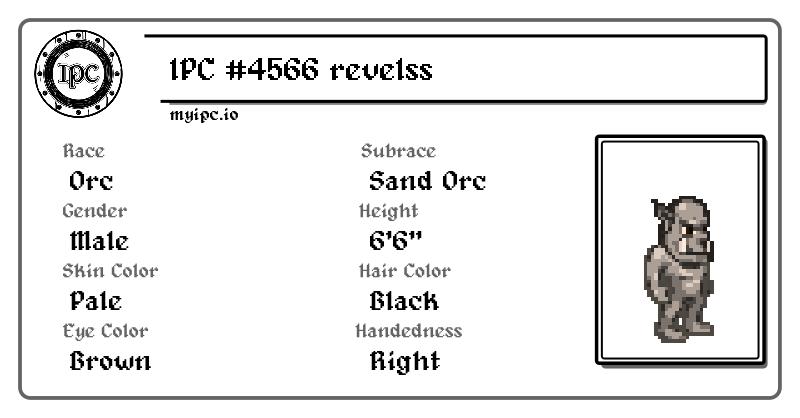 IPC
IPC #4566 revelss
myipc.io
Race
Subrace
Orc
Sand Orc
Gender
Height
Male
6'6"
Skin Color
Hair Color
Pale
Black
Eye Color
Handedness
Brown
Right